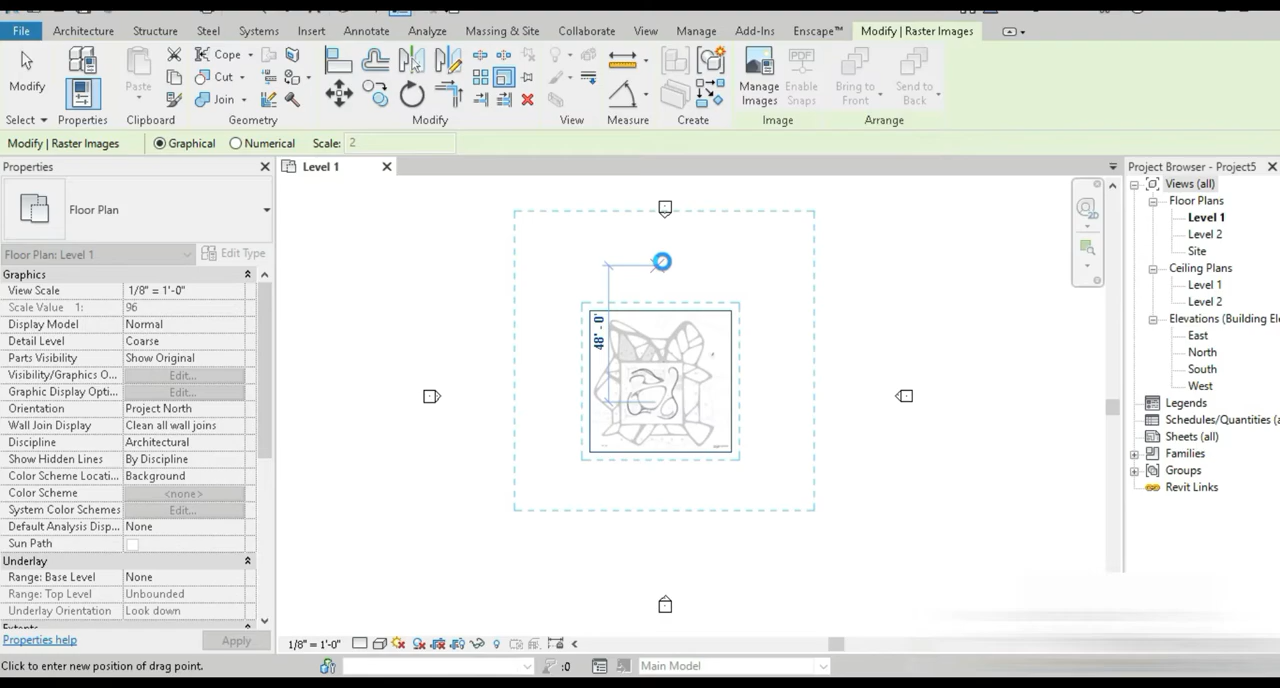 File Architecture Structure Steel Systems Insert Annotate Analyze Massing & Site Collaborate View Manage Add-Ins Enscape™ Modify | Raster Images
Modify
Paste
Cope
Cut
Join
Manage Images
PDF
Enable Snaps
Bring to Front
Send to Back
Select Properties Clipboard Geometry Modify View Measure Create Image Arrange
Modify | Raster Images Graphical Numerical Scale: 2
Properties
Level 1
Floor Plan
Floor Plan: Level 1 Edit Type
Graphics
View Scale 1/8" = 1'-0"
Scale Value 1: 96
Display Model Normal
Detail Level Coarse
Parts Visibility Show Original
Visibility/Graphics O... Edit...
Graphic Display Opti... Edit...
Orientation Project North
Wall Join Display Clean all wall joins
Discipline Architectural
Show Hidden Lines By Discipline
Color Scheme Locati... Background
Color Scheme <none>
System Color Schemes Edit...
Default Analysis Disp... None
Sun Path
Underlay
Range: Base Level None
Range: Top Level Unbounded
Underlay Orientation Look down
Properties help Apply
48' - 0"
2D
Project Browser - Project5
Views (all)
Floor Plans
Level 1
Level 2
Site
Ceiling Plans
Level 1
Level 2
Elevations (Building El
East
North
South
West
Legends
Schedules/Quantities (a
Sheets (all)
Families
Groups
Revit Links
1/8" = 1'-0"
Click to enter new position of drag point. :0 Main Model